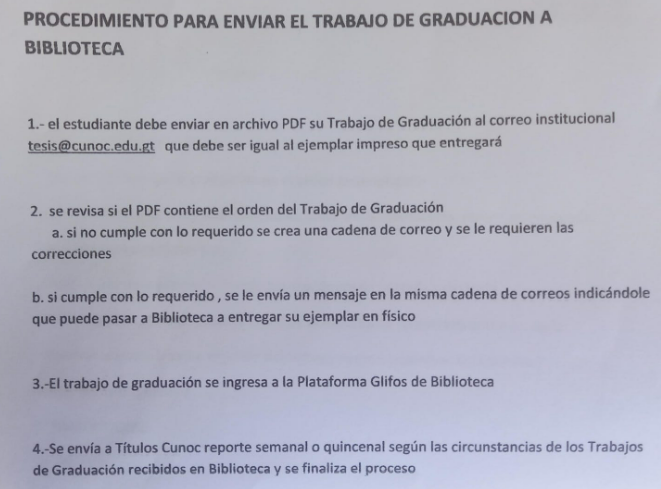 PROCEDIMIENTO PARA ENVIAR EL TRABAJO DE GRADUACION A
BIBLIOTECA
1.- el estudiante debe enviar en archivo PDF su Trabajo de Graduación al correo institucional
tesis@cunoc.edu.gt que debe ser igual al ejemplar impreso que entregará
2. se revisa si el PDF contiene el orden del Trabajo de Graduación
a. si no cumple con lo requerido se crea una cadena de correo y se le requieren las
correcciones
b. si cumple con lo requerido , se le envía un mensaje en la misma cadena de correos indicándole
que puede pasar a Biblioteca a entregar su ejemplar en físico
3.-El trabajo de graduación se ingresa a la Plataforma Glifos de Biblioteca
4.-Se envía a Títulos Cunoc reporte semanal o quincenal según las circunstancias de los Trabajos
de Graduación recibidos en Biblioteca y se finaliza el proceso